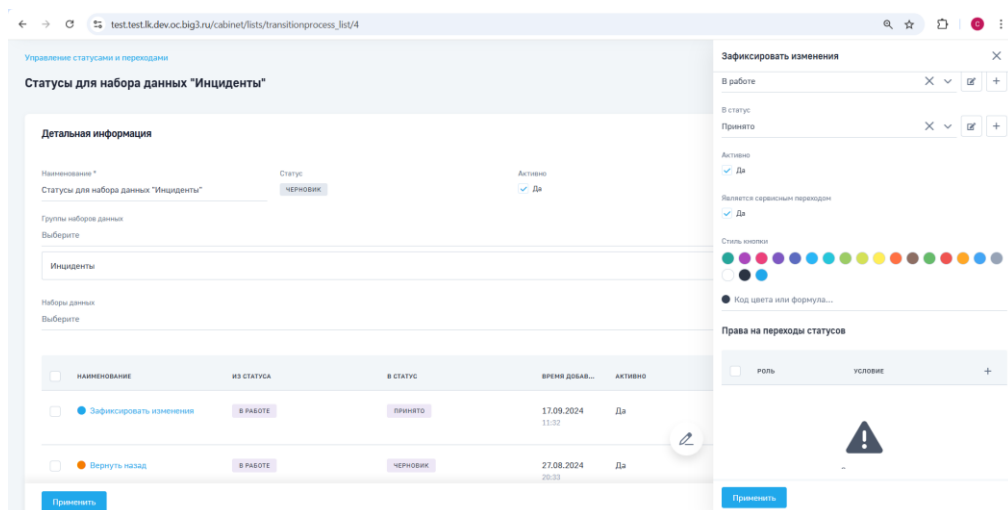 test.test.lk.dev.oc.big3.ru/cabinet/lists/transitionprocess_list/4
С
Управление статусами и переходами
Статусы для набора данных "Инциденты"
Детальная информация
Наименование *
Статус
Активно
Статусы для набора данных "Инциденты"
ЧЕРНОВИК
Да
Группы наборов данных
Выберите
Инциденты
Наборы данных
Выберите
НАИМЕНОВАНИЕ
ИЗ СТАТУСА
В СТАТУС
ВРЕМЯ ДОБАВ...
АКТИВНО
Зафиксировать изменения
В РАБОТЕ
ПРИНЯТО
17.09.2024
11:32
Да
Вернуть назад
В РАБОТЕ
ЧЕРНОВИК
27.08.2024
20:33
Да
Применить
Зафиксировать изменения
В работе
В статус
Принято
Активно
Да
Является сервисным переходом
Да
Стиль кнопки
Код цвета или формула...
Права на переходы статусов
РОЛЬ
УСЛОВИЕ
Применить